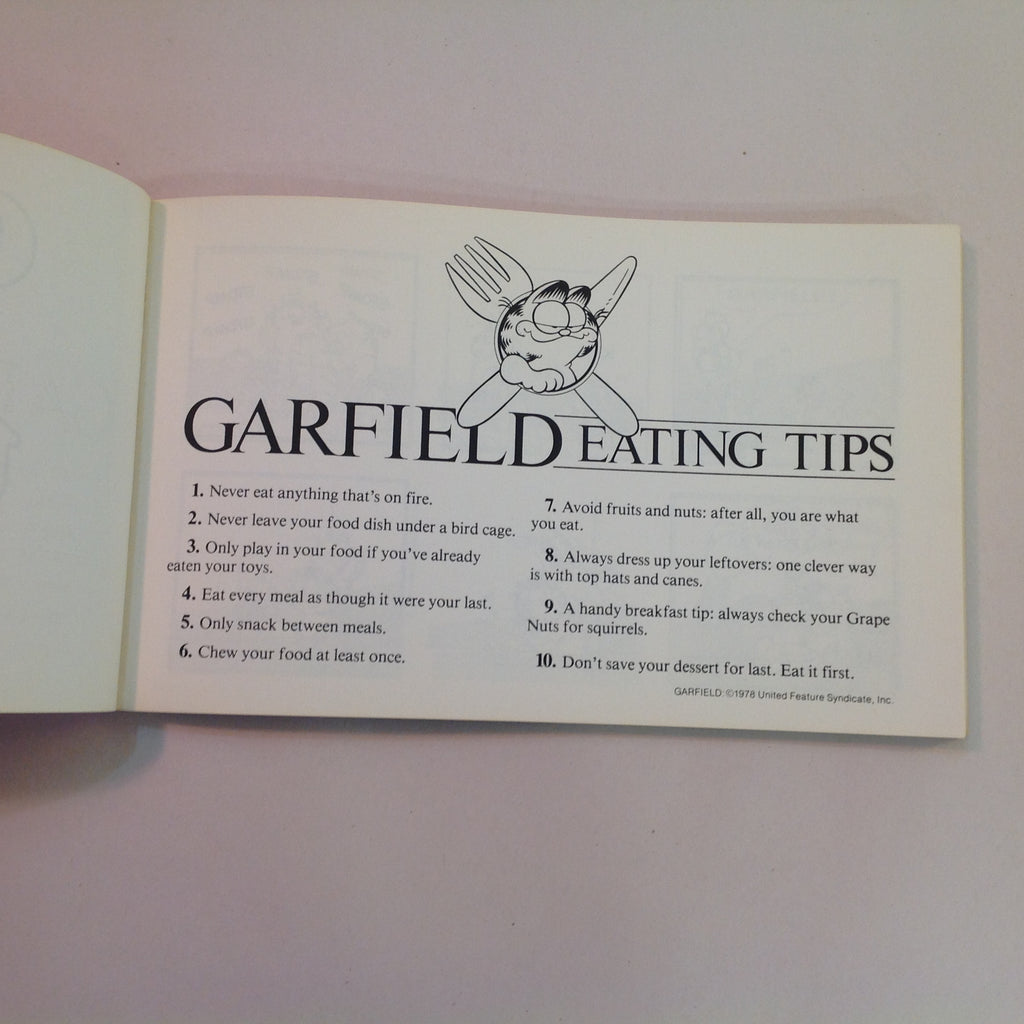 GARFIELD EATING TIPS
1. Never eat anything that's on fire.
2. Never leave your food dish under a bird cage.
3. Only play in your food if you've already
eaten your toys.
4. Eat every meal as though it were your last.
5. Only snack between meals.
6. Chew your food at least once.
7. Avoid fruits and nuts: after all, you are what
you eat.
8. Always dress up your leftovers: one clever way
is with top hats and canes.
9. A handy breakfast tip: always check your Grape
Nuts for squirrels.
10. Don't save your dessert for last. Eat it first.
GARFIELD: ©1978 United Feature Syndicate, Inc.